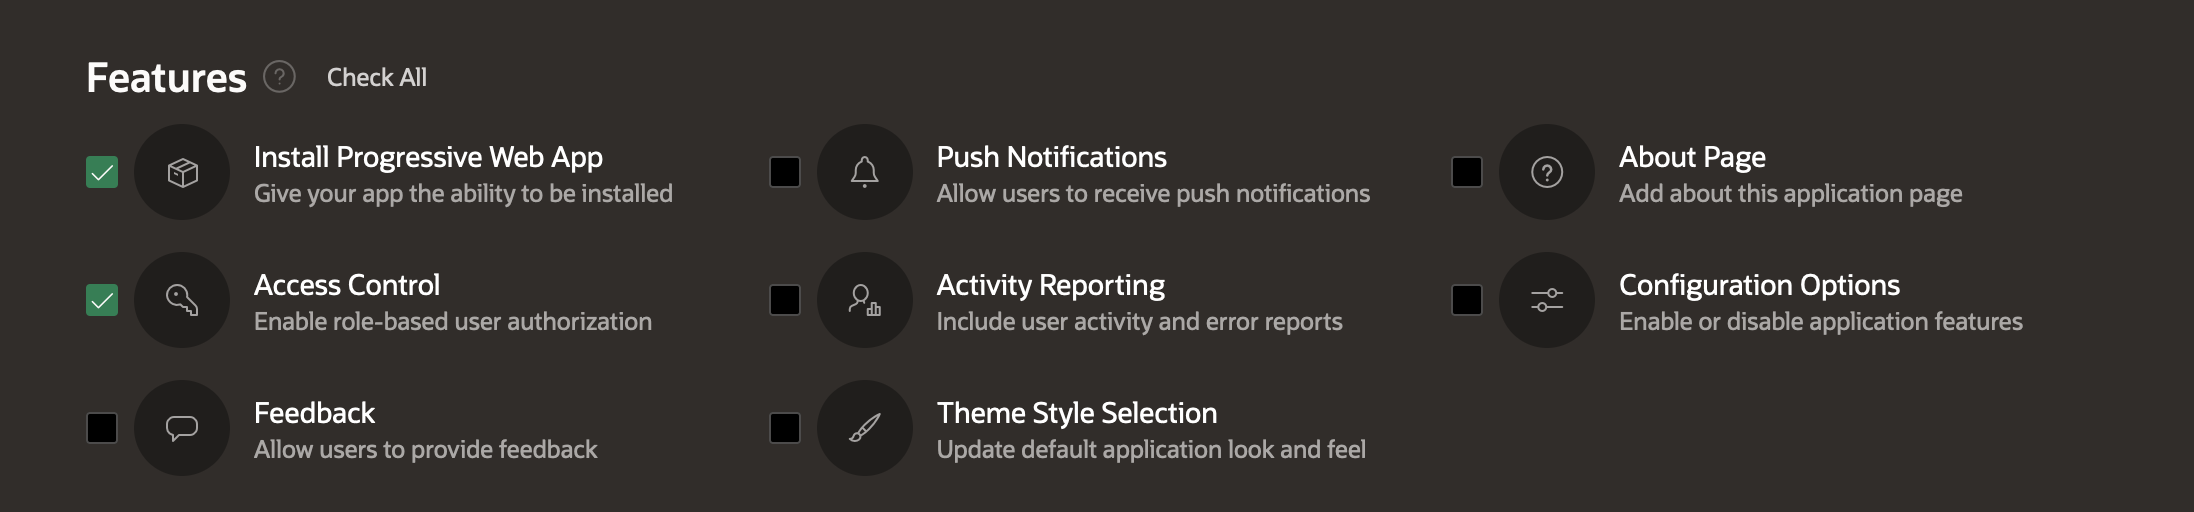 Features ? Check All
Install Progressive Web App
Give your app the ability to be installed
Push Notifications
Allow users to receive push notifications
About Page
Add about this application page
Access Control
Enable role-based user authorization
Activity Reporting
Include user activity and error reports
Configuration Options
Enable or disable application features
Feedback
Allow users to provide feedback
Theme Style Selection
Update default application look and feel